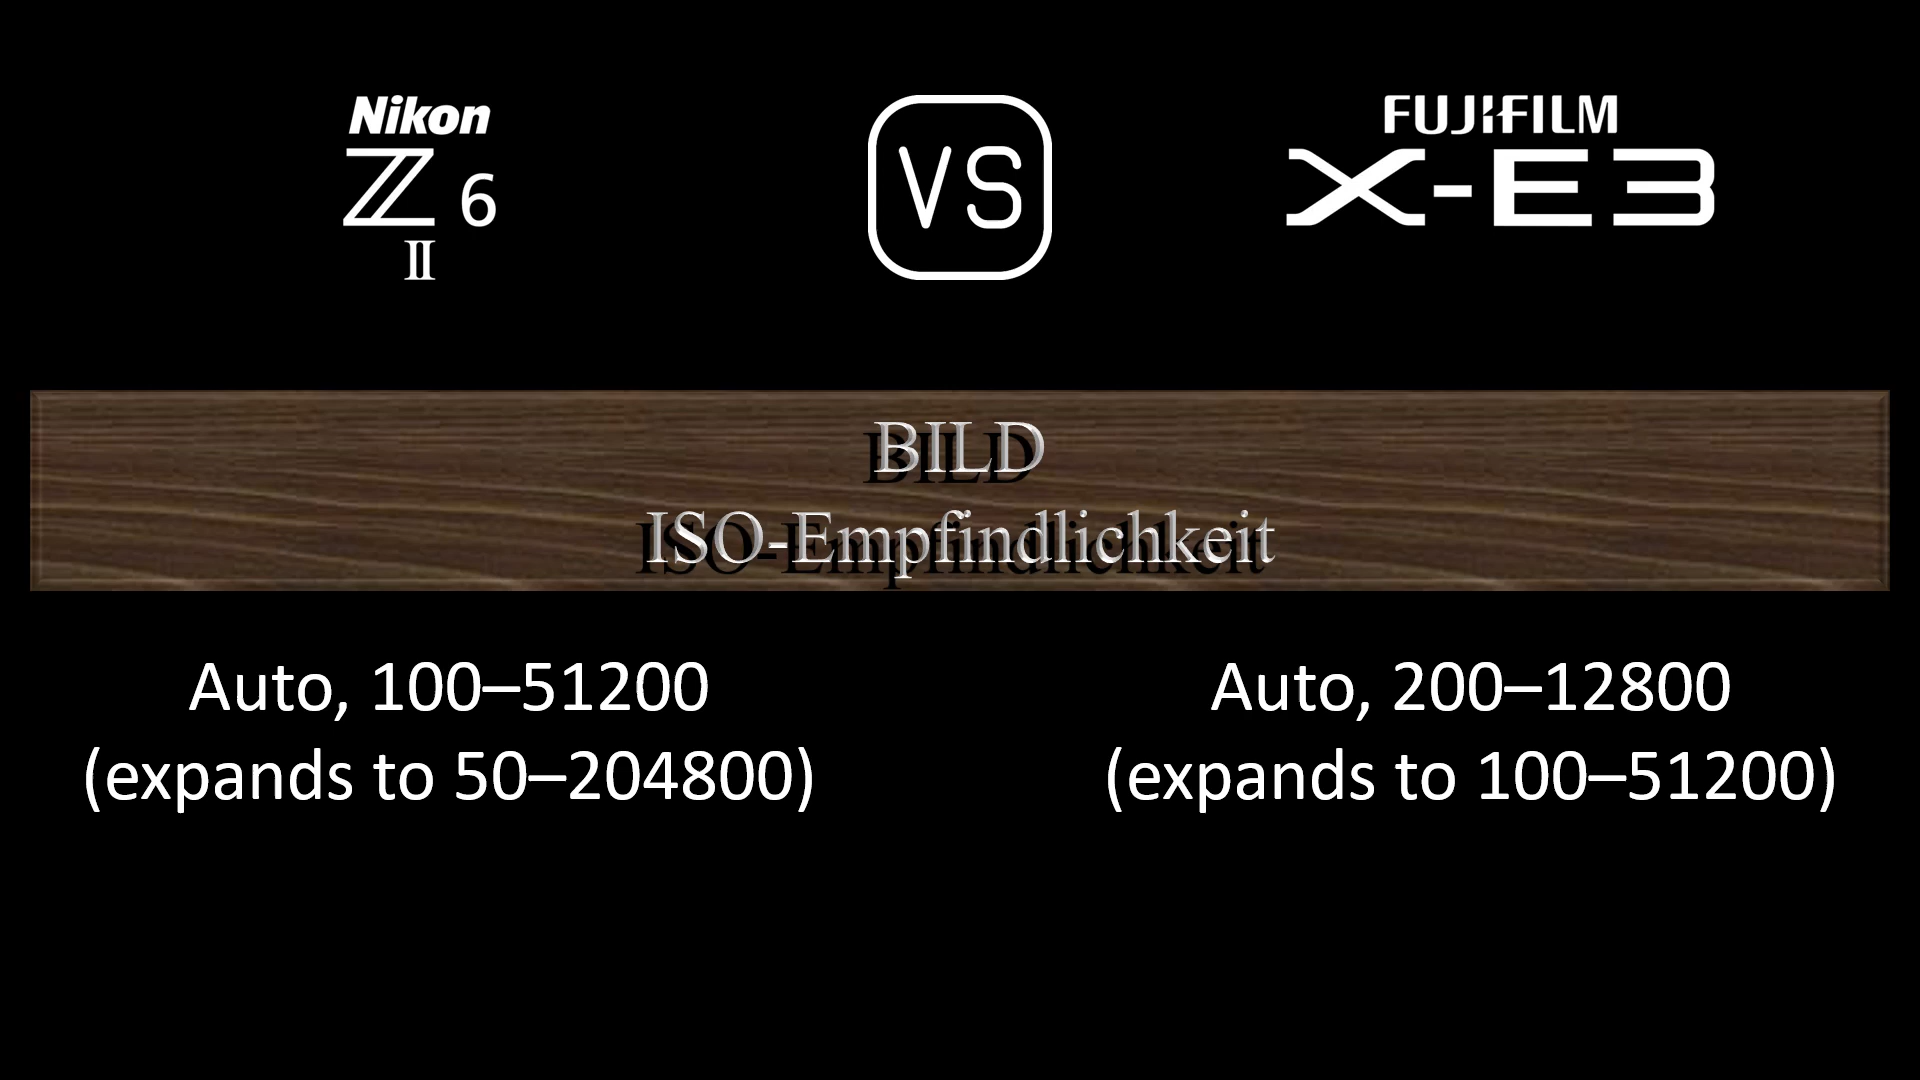 Nikon
Z 6
II
VS
FUJIFILM
X-E3
BILD
ISO-Empfindlichkeit
Auto, 100–51200
(expands to 50–204800)
Auto, 200–12800
(expands to 100–51200)